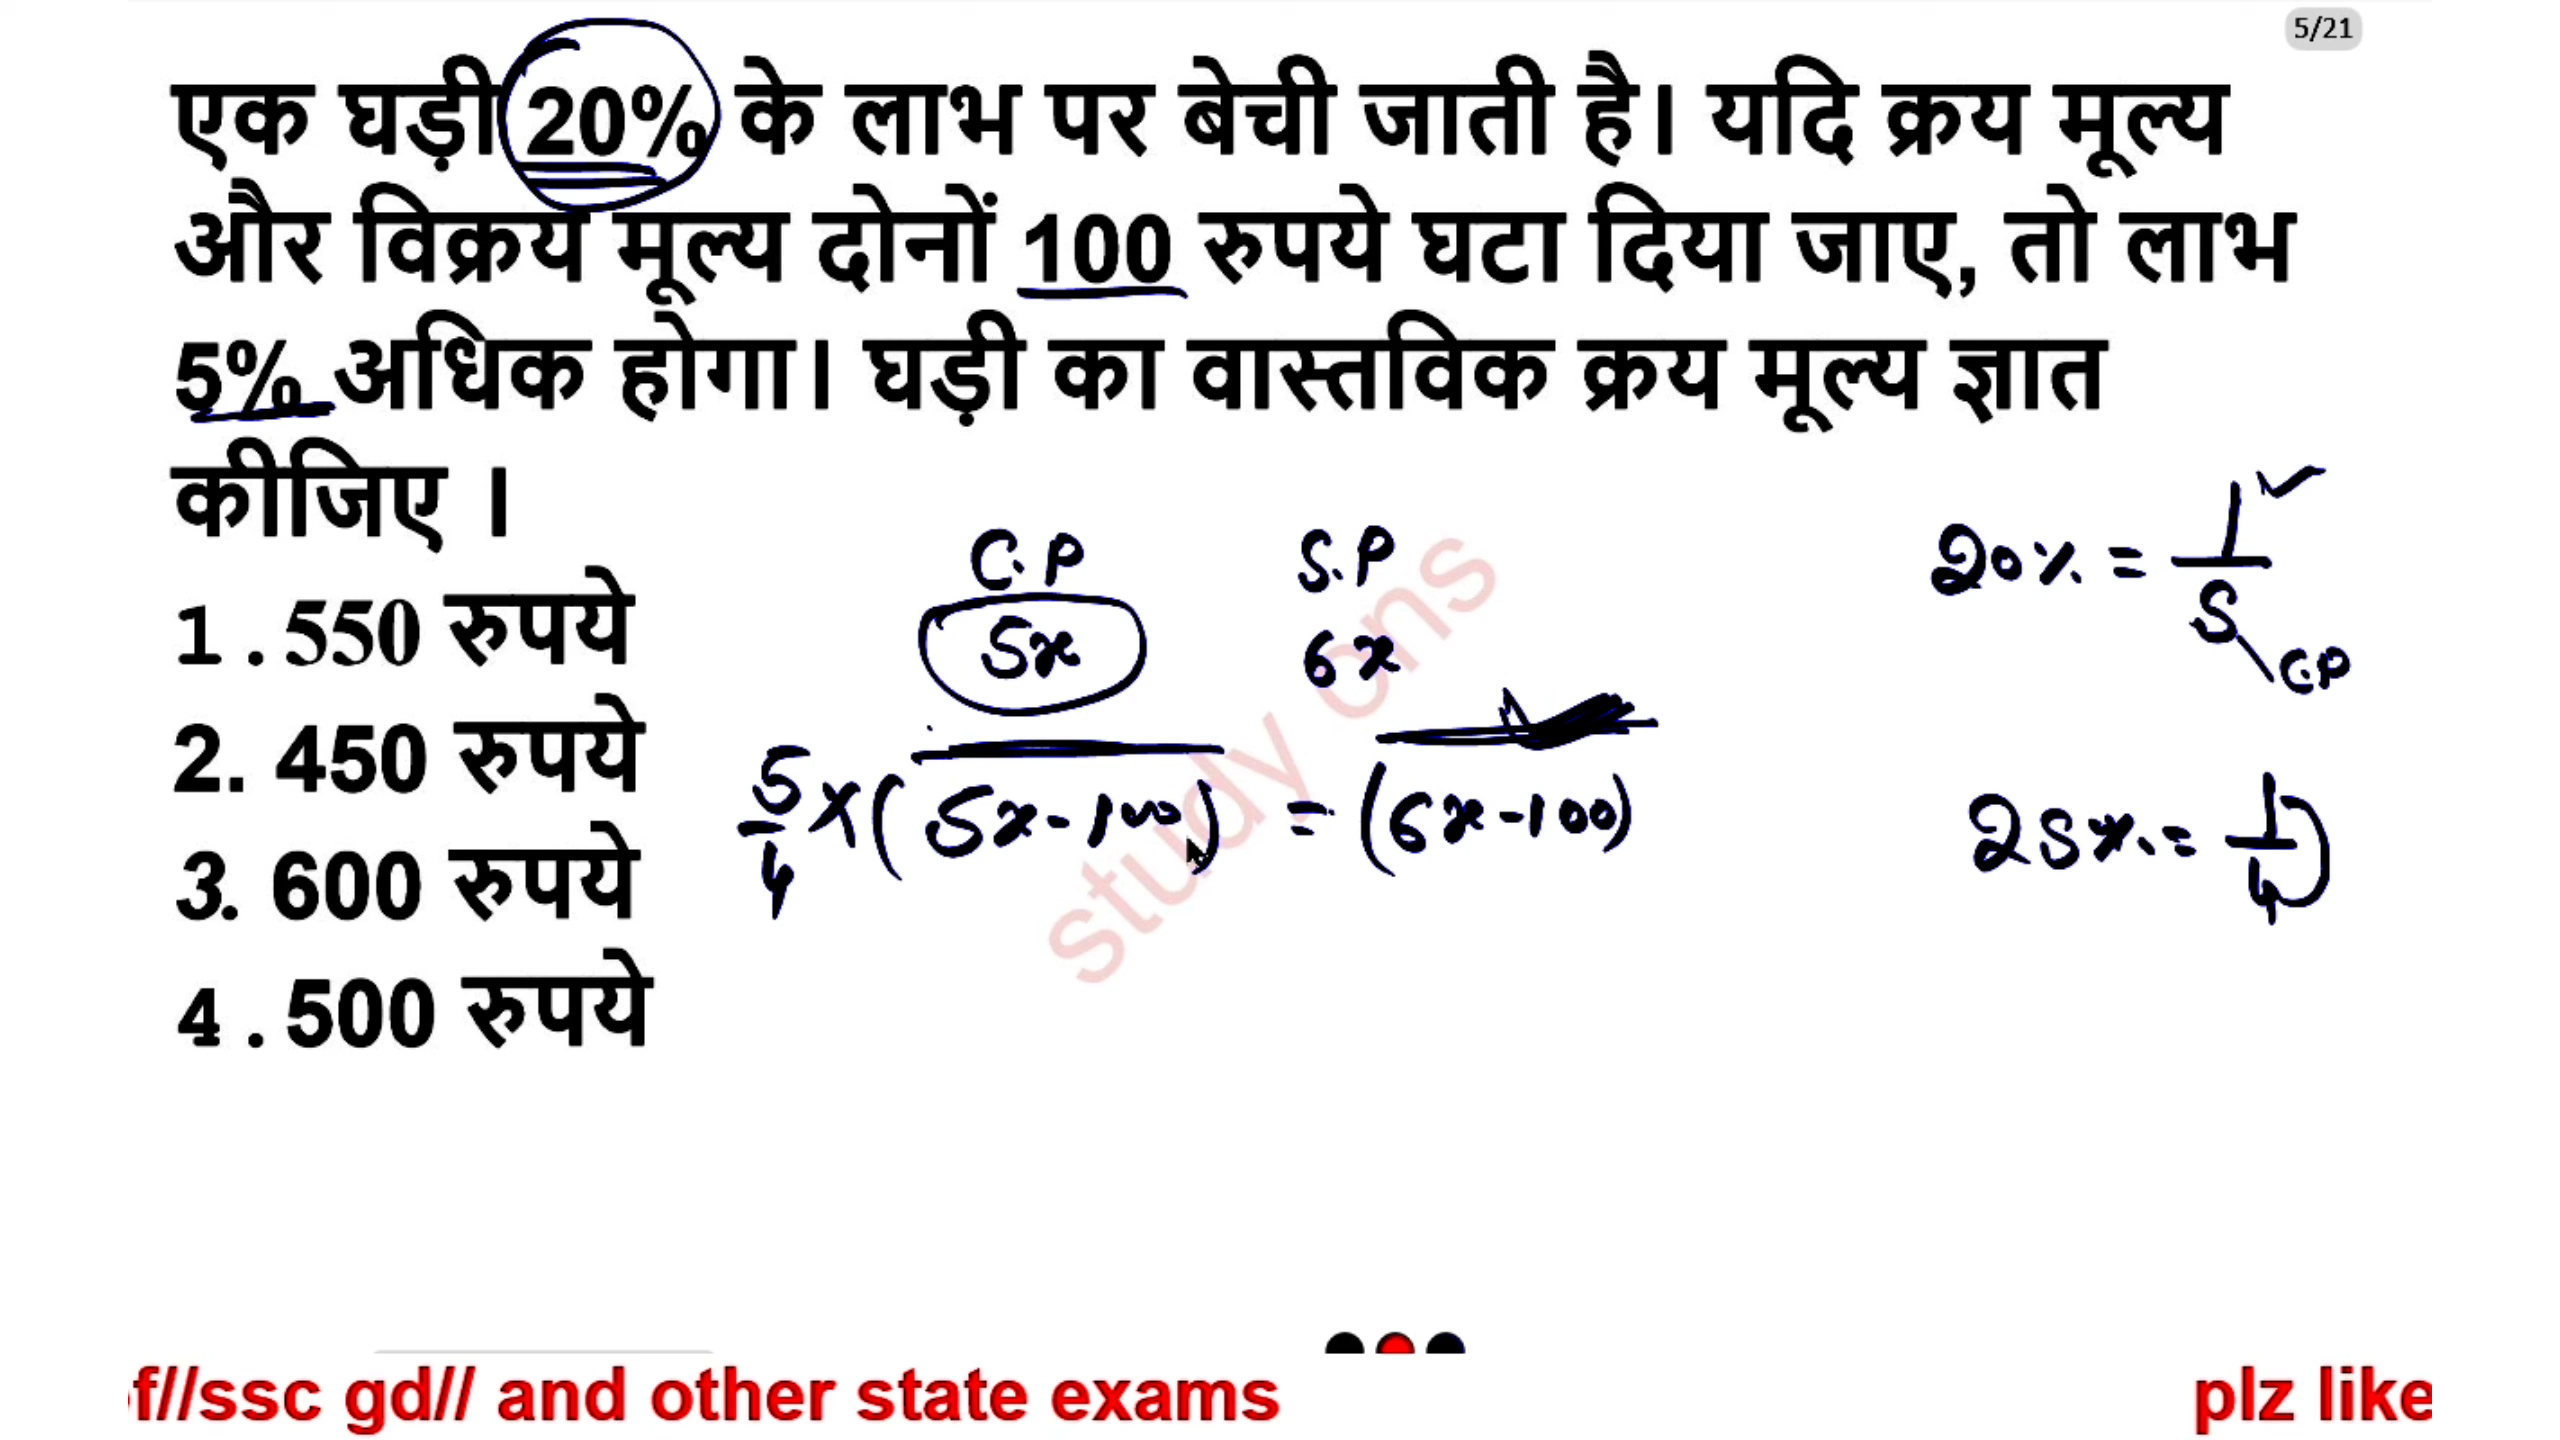 5/21
एक घड़ी 20% के लाभ पर बेची जाती है। यदि क्रय मूल्य
और विक्रय मूल्य दोनों 100 रुपये घटा दिया जाए, तो लाभ
5% अधिक होगा। घड़ी का वास्तविक क्रय मूल्य ज्ञात
कीजिए ।
1 . 550 रुपये
2. 450 रुपये
3. 600 रुपये
4 . 500 रुपये
C.P S.P
5x 6x
5/4 x (5x-100) = (6x-100)
20% = 1/5
C.P
25% = 1/4
study ons
f//ssc gd// and other state exams plz like